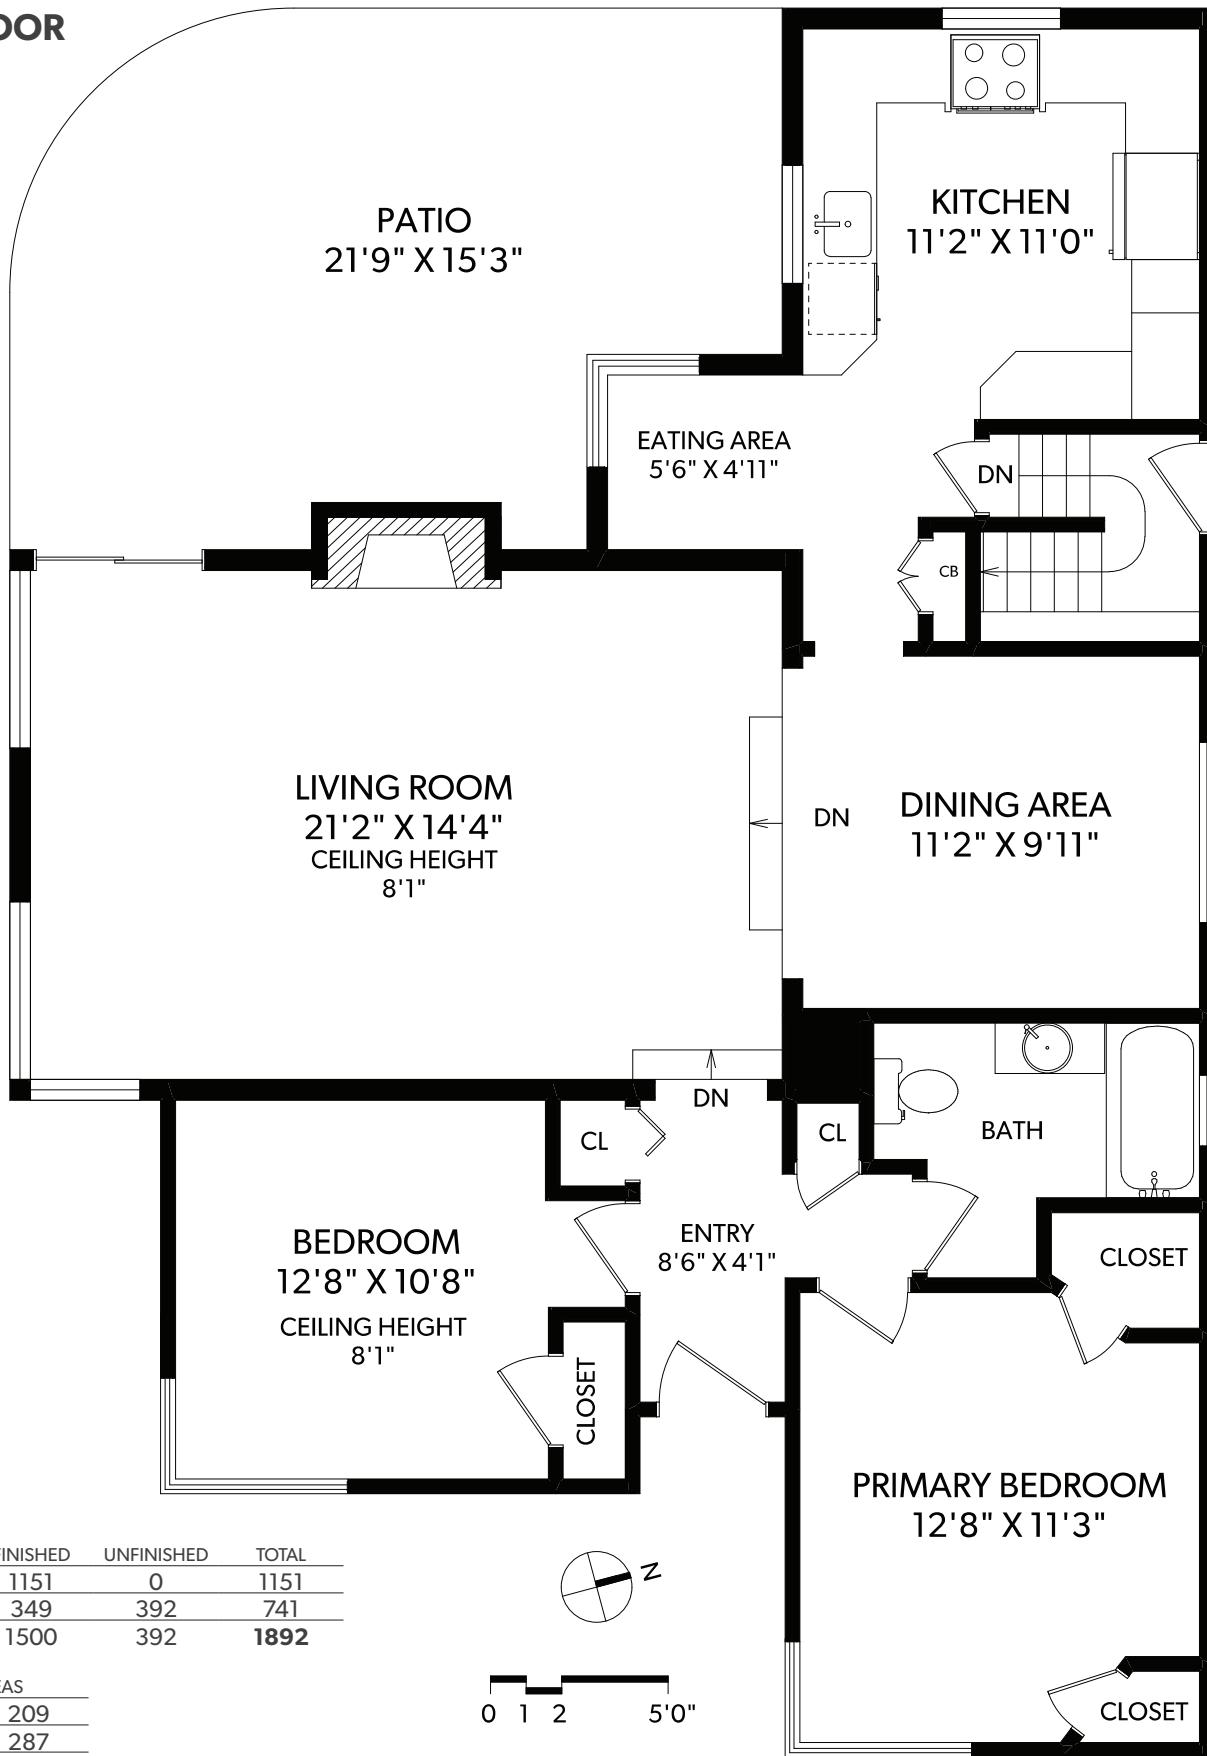 OOR
PATIO
21'9" X 15'3"
KITCHEN
11'2" X 11'0"
EATING AREA
5'6" X 4'11"
DN
CB
LIVING ROOM
21'2" X 14'4"
CEILING HEIGHT
8'1"
DN
DINING AREA
11'2" X 9'11"
DN
CL
CL
BATH
BEDROOM
12'8" X 10'8"
CEILING HEIGHT
8'1"
ENTRY
8'6" X 4'1"
CLOSET
CLOSET
PRIMARY BEDROOM
12'8" X 11'3"
CLOSET
INISHED UNFINISHED TOTAL
1151 0 1151
349 392 741
1500 392 1892
EAS
209
287
N
0 1 2 5'0"